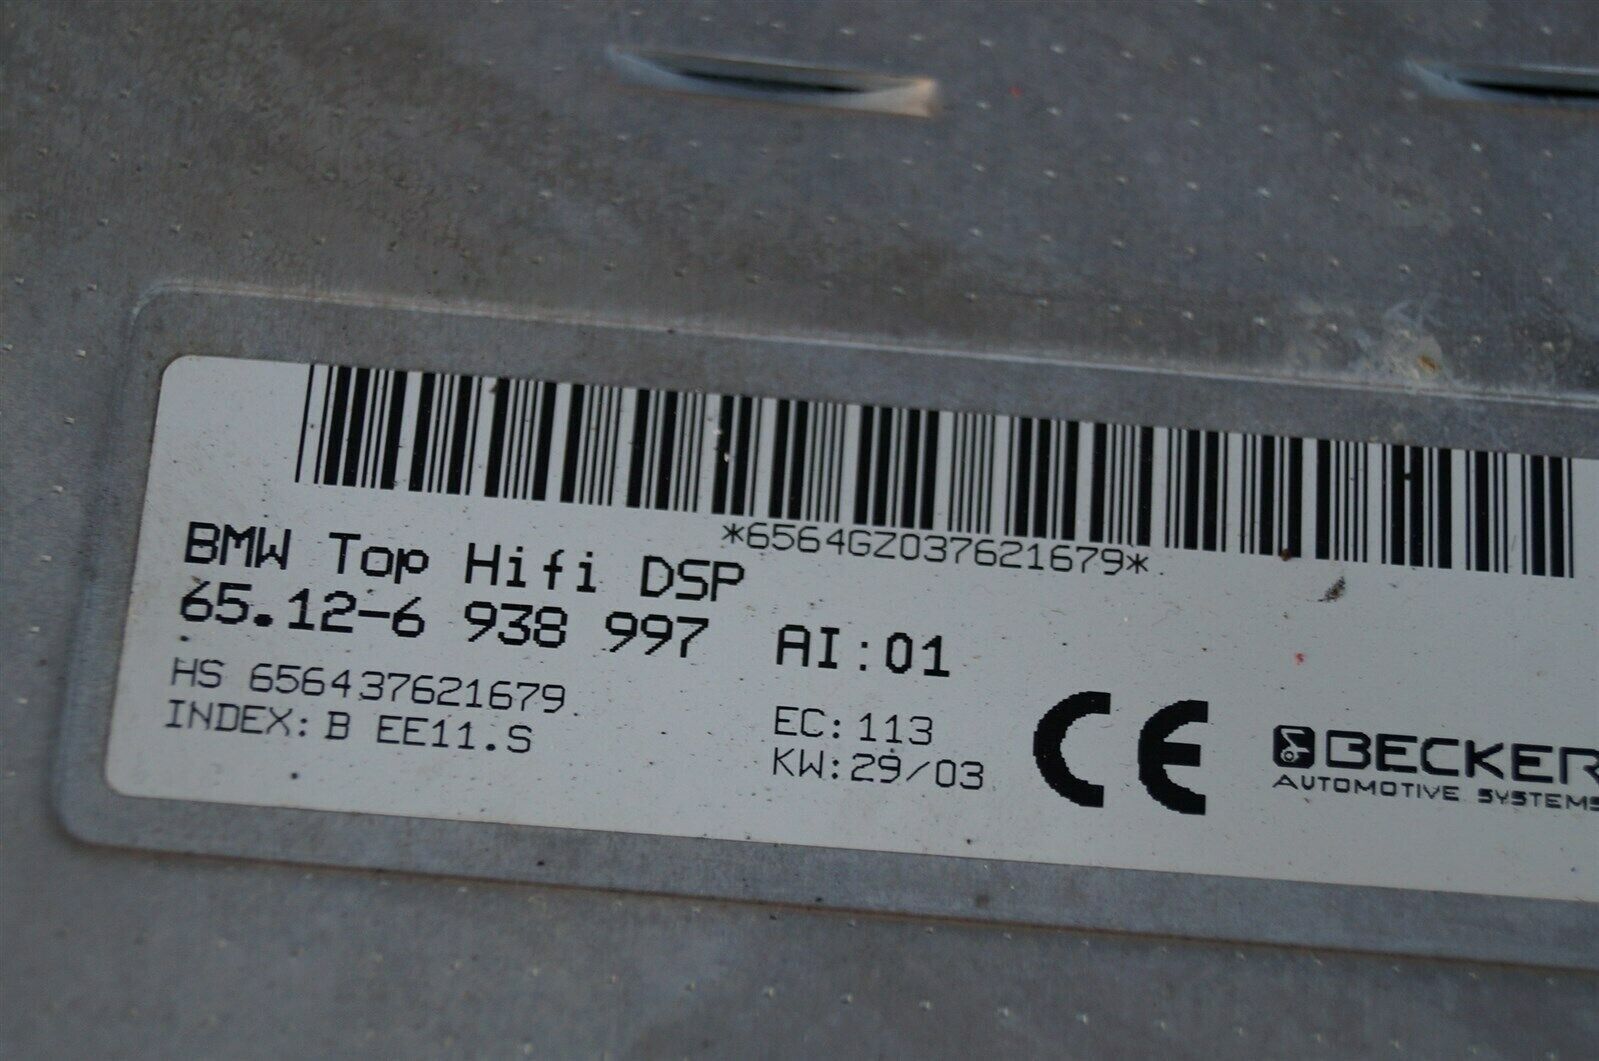 *6564GZ037621679*
BMW Top Hifi DSP
65.12-6 938 997 AI:01
HS 656437621679
INDEX: B EE11.S
EC: 113
KW:29/03
CE
BECKER
AUTOMOTIVE SYSTEMS